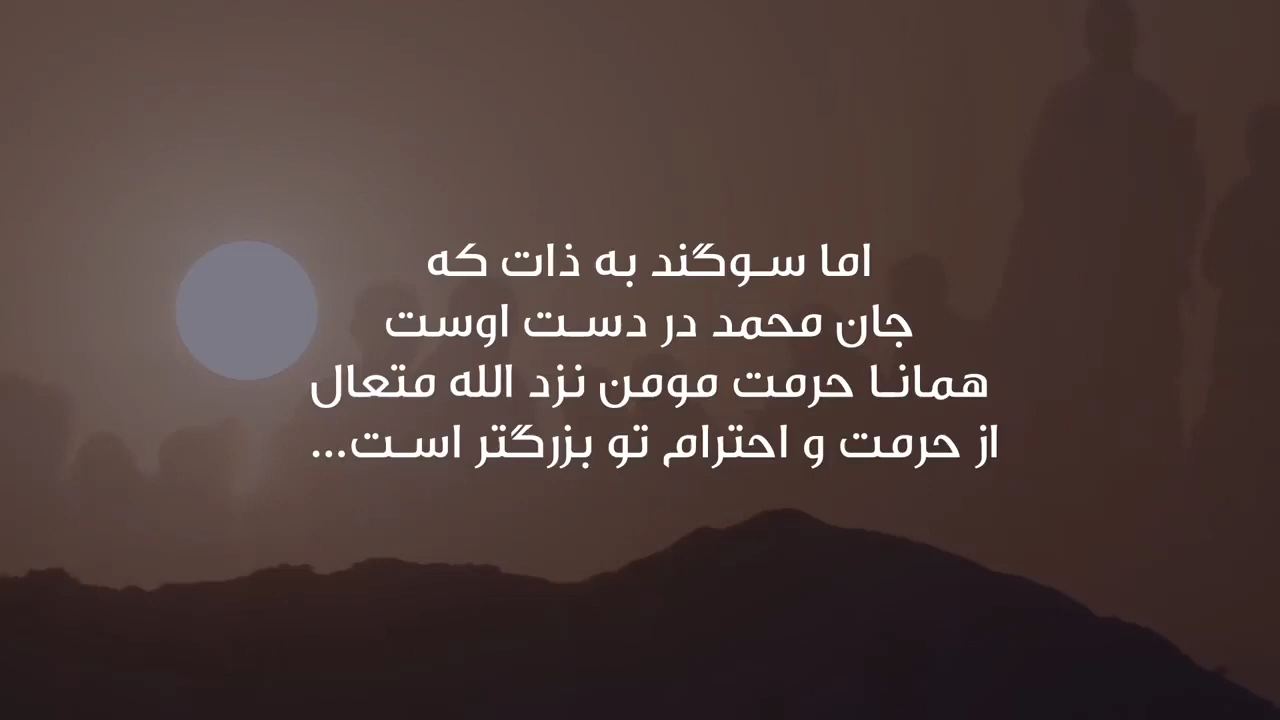 اما سوگند به ذات که
جان محمد در دست اوست
همانا حرمت مومن نزد الله متعال
از حرمت و احترام تو بزرگتر است...